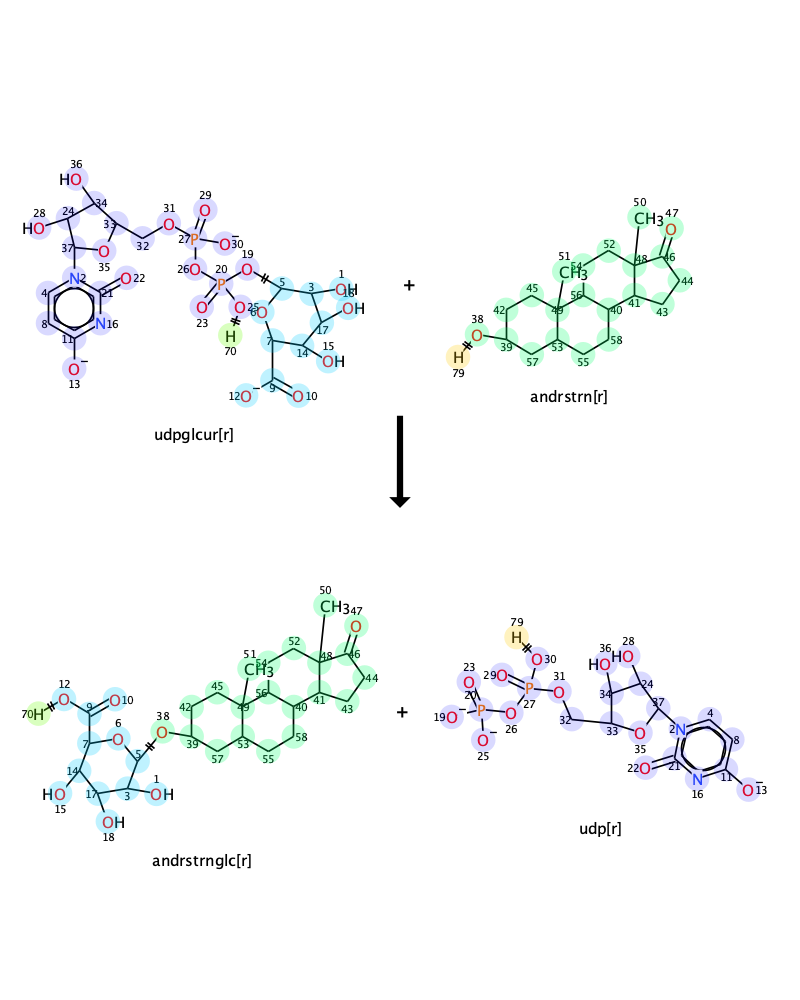 36
HO
34
29
O
50
CH3
47
O
28
HO
24
33
31
O
27
P
O
30
−
52
48
46
37
O
35
32
26
O
20
P
19
O
5
3
1
OH
51
CH3
54
44
N
2
O
22
4
21
23
O
O
25
6
O
18
OH
+
56
41
43
8
N
16
H
70
7
17
45
42
49
40
11
14
15
OH
38
O
39
53
58
O
−
13
9
H
79
57
55
12
O
−
O
10
andrstrn[r]
udpglcur[r]
50
CH3
47
O
79
H
52
48
46
23
O
29
O
O
30
36
HO
28
HO
51
CH3
54
44
20
P
27
P
31
O
34
24
12
O
O
10
45
56
41
43
19
O
−
O
26
32
37
70
H
9
42
49
40
+
O
−
25
33
O
35
N
2
4
7
6
O
38
O
39
53
58
8
5
57
55
22
O
21
11
14
N
16
O
−
13
HO
15
17
3
1
OH
OH
18
udp[r]
andrstrnglc[r]